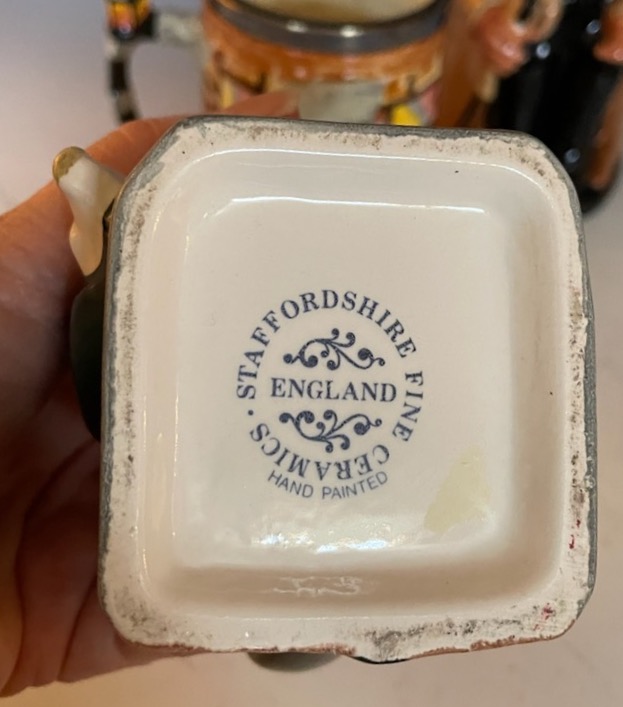 STAFFORDSHIRE FINE CERAMICS ·
ENGLAND
HAND PAINTED